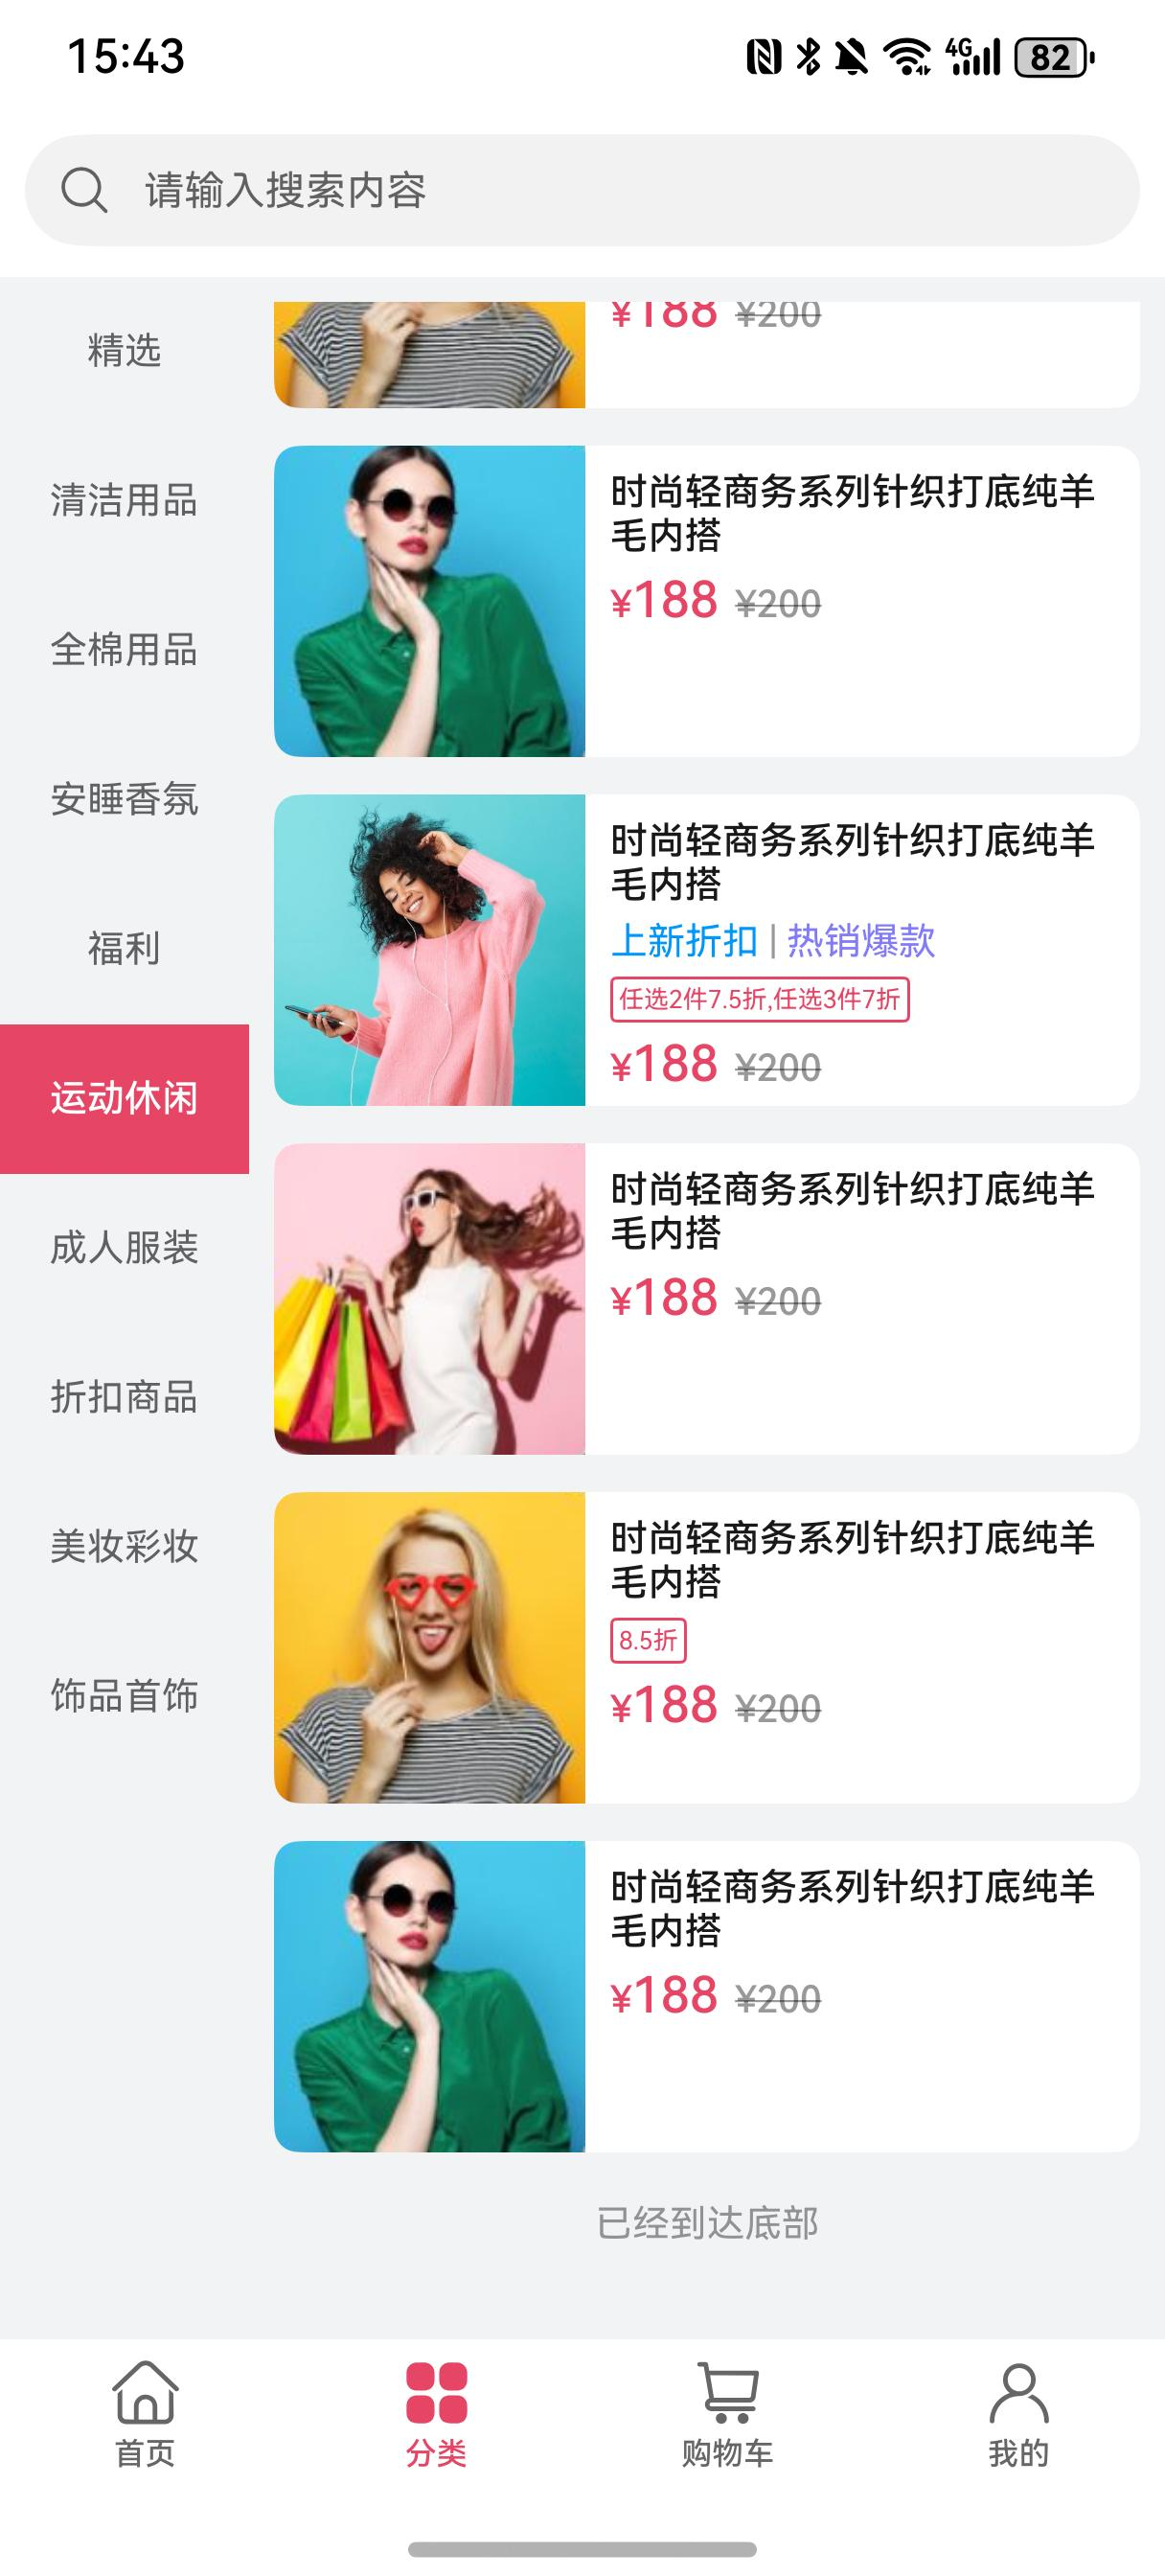 15:43
4G
82
请输入搜索内容
精选
清洁用品
全棉用品
安睡香氛
福利
运动休闲
成人服装
折扣商品
美妆彩妆
饰品首饰
¥188 ¥200
时尚轻商务系列针织打底纯羊
毛内搭
¥188 ¥200
时尚轻商务系列针织打底纯羊
毛内搭
上新折扣 | 热销爆款
任选2件7.5折,任选3件7折
¥188 ¥200
时尚轻商务系列针织打底纯羊
毛内搭
¥188 ¥200
时尚轻商务系列针织打底纯羊
毛内搭
8.5折
¥188 ¥200
时尚轻商务系列针织打底纯羊
毛内搭
¥188 ¥200
已经到达底部
首页
分类
购物车
我的